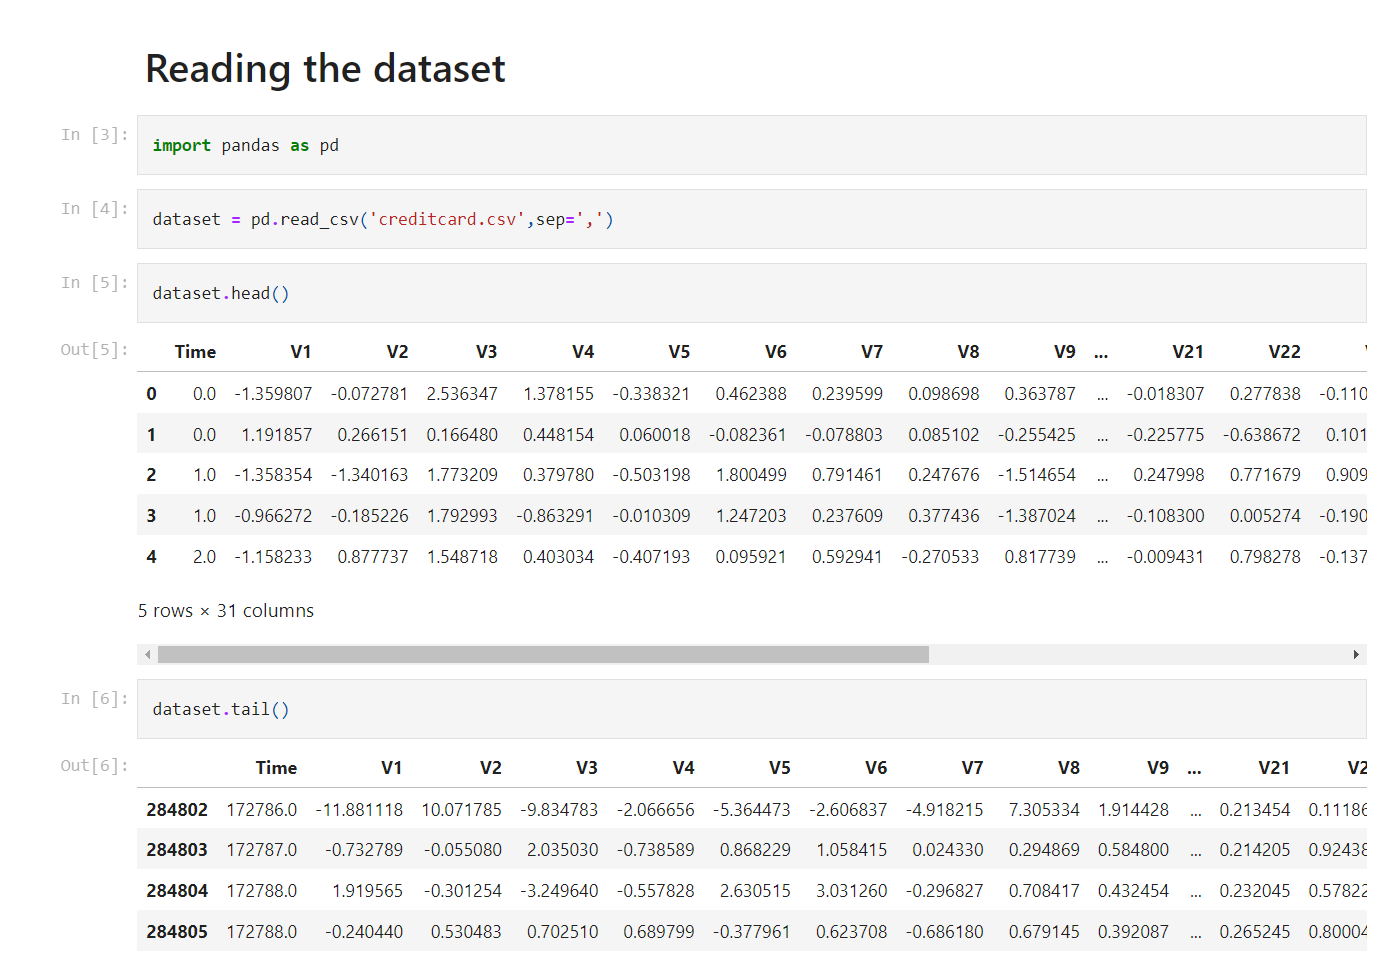 Reading the dataset
In [3]: import pandas as pd
In [4]: dataset = pd.read_csv('creditcard.csv',sep=',')
In [5]: dataset.head()
Out[5]: Time V1 V2 V3 V4 V5 V6 V7 V8 V9 ... V21 V22
0 0.0 -1.359807 -0.072781 2.536347 1.378155 -0.338321 0.462388 0.239599 0.098698 0.363787 ... -0.018307 0.277838 -0.110
1 0.0 1.191857 0.266151 0.166480 0.448154 0.060018 -0.082361 -0.078803 0.085102 -0.255425 ... -0.225775 -0.638672 0.101
2 1.0 -1.358354 -1.340163 1.773209 0.379780 -0.503198 1.800499 0.791461 0.247676 -1.514654 ... 0.247998 0.771679 0.909
3 1.0 -0.966272 -0.185226 1.792993 -0.863291 -0.010309 1.247203 0.237609 0.377436 -1.387024 ... -0.108300 0.005274 -0.190
4 2.0 -1.158233 0.877737 1.548718 0.403034 -0.407193 0.095921 0.592941 -0.270533 0.817739 ... -0.009431 0.798278 -0.137
5 rows × 31 columns
In [6]: dataset.tail()
Out[6]: Time V1 V2 V3 V4 V5 V6 V7 V8 V9 ... V21 V2
284802 172786.0 -11.881118 10.071785 -9.834783 -2.066656 -5.364473 -2.606837 -4.918215 7.305334 1.914428 ... 0.213454 0.11186
284803 172787.0 -0.732789 -0.055080 2.035030 -0.738589 0.868229 1.058415 0.024330 0.294869 0.584800 ... 0.214205 0.92438
284804 172788.0 1.919565 -0.301254 -3.249640 -0.557828 2.630515 3.031260 -0.296827 0.708417 0.432454 ... 0.232045 0.57822
284805 172788.0 -0.240440 0.530483 0.702510 0.689799 -0.377961 0.623708 -0.686180 0.679145 0.392087 ... 0.265245 0.80004